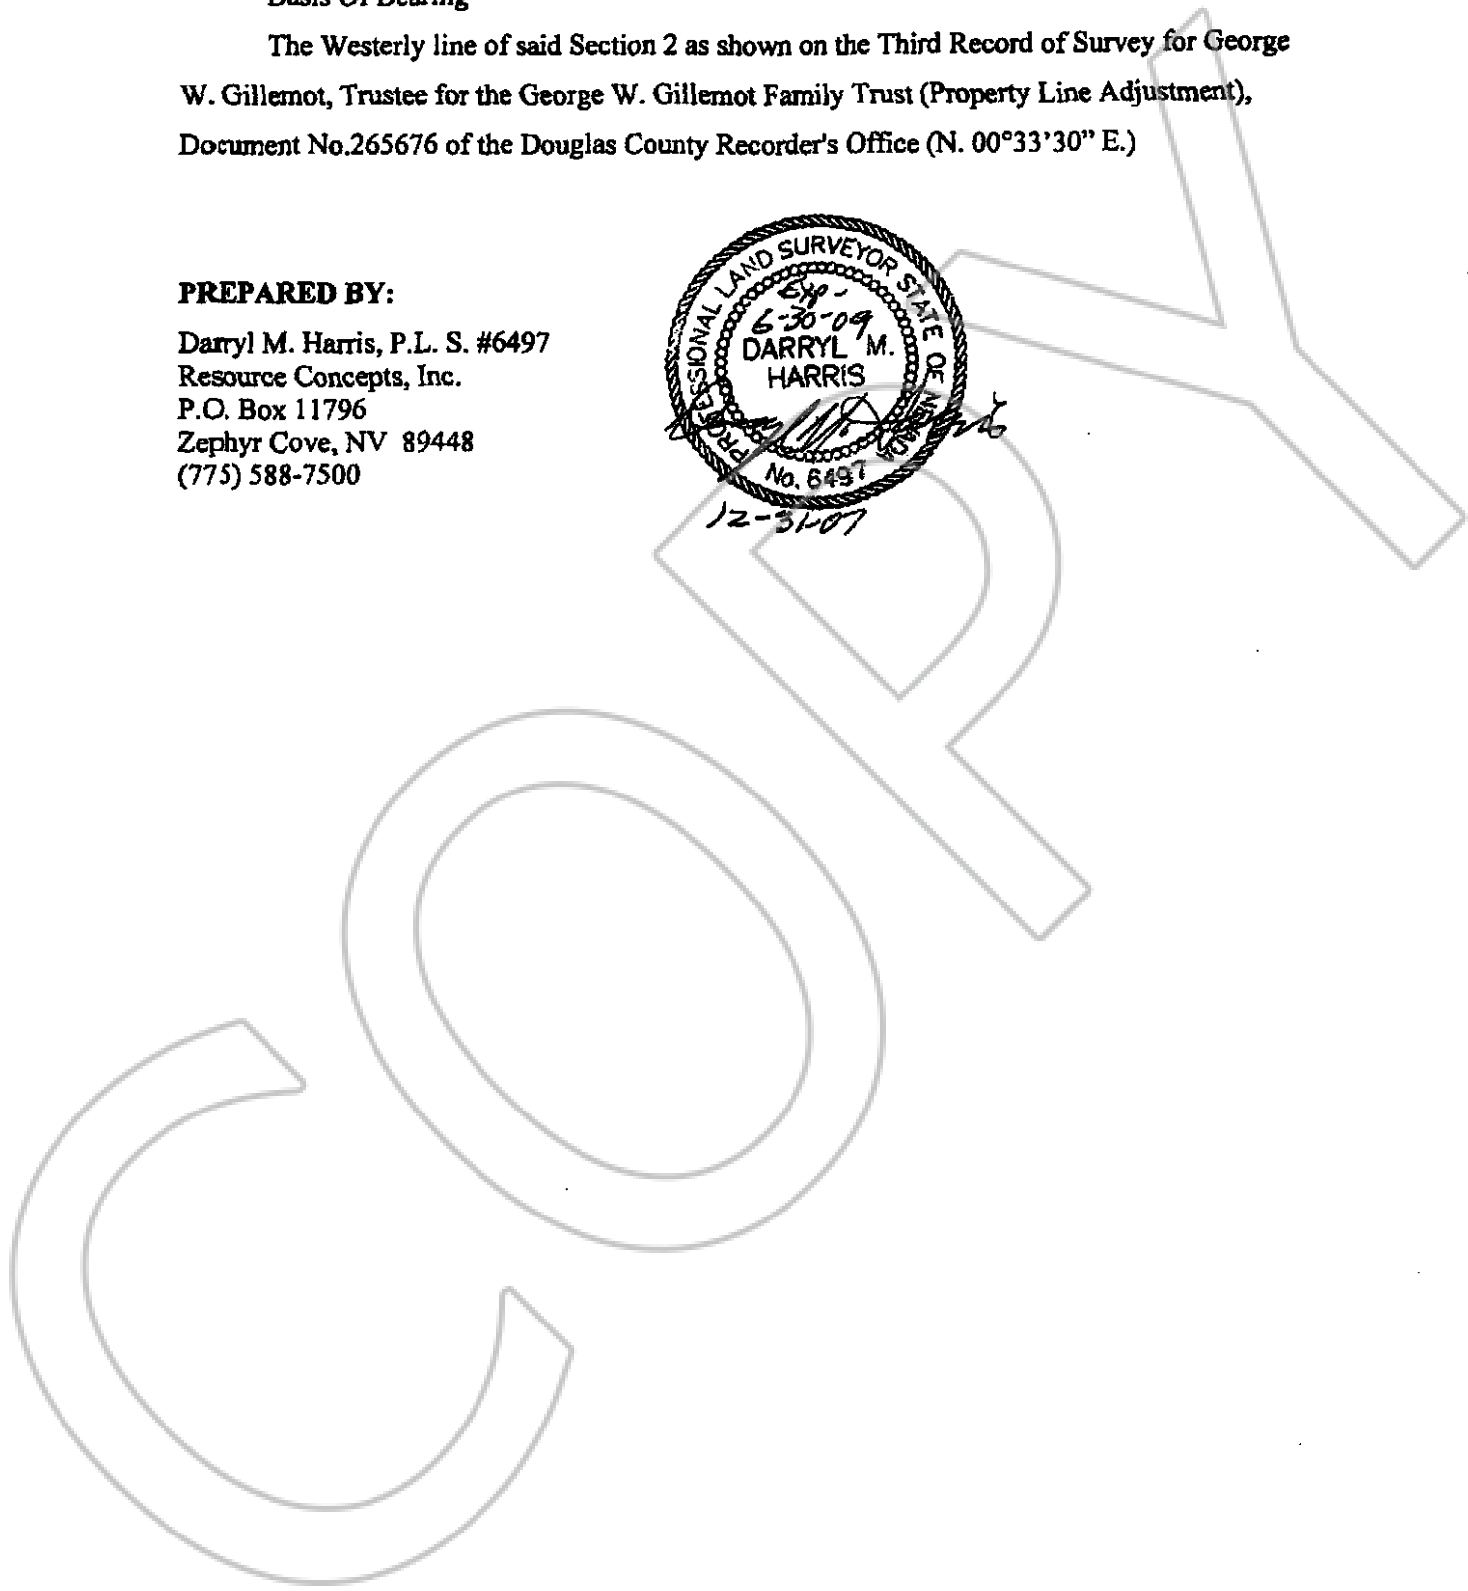 Basis Of Bearing
The Westerly line of said Section 2 as shown on the Third Record of Survey for George
W. Gillemot, Trustee for the George W. Gillemot Family Trust (Property Line Adjustment),
Document No.265676 of the Douglas County Recorder's Office (N. 00°33’30” E.)
PREPARED BY:
Darryl M. Harris, P.L. S. #6497
Resource Concepts, Inc.
P.O. Box 11796
Zephyr Cove, NV 89448
(775) 588-7500
PROFESSIONAL LAND SURVEYOR STATE OF NEVADA
Exp-
6-30-09
DARRYL M.
HARRIS
No. 6497
12-31-07
COPY